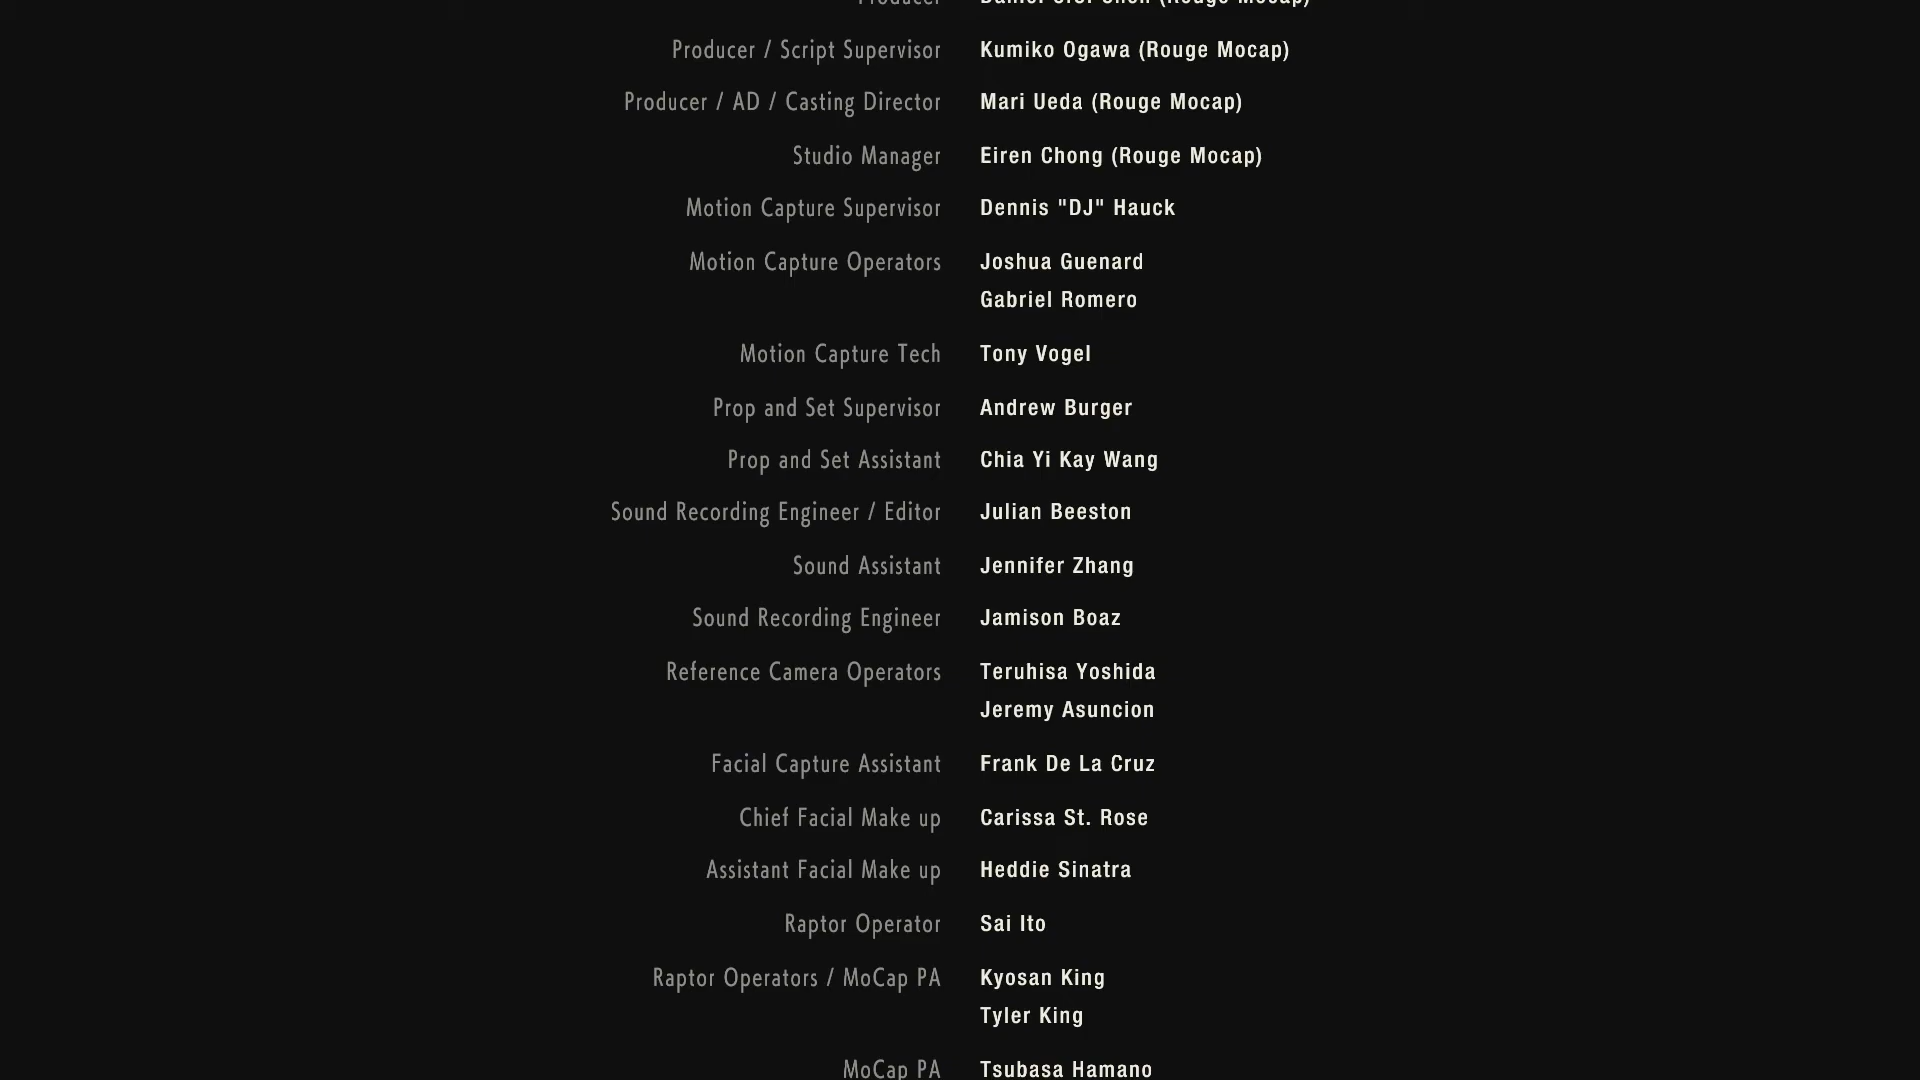 Producer
Kumiko Ogawa (Rouge Mocap)
Producer / Script Supervisor
Producer / AD / Casting Director Mari Ueda (Rouge Mocap)
Studio Manager Eiren Chong (Rouge Mocap)
Motion Capture Supervisor Dennis "DJ" Hauck
Motion Capture Operators Joshua Guenard
Gabriel Romero
Motion Capture Tech Tony Vogel
Prop and Set Supervisor Andrew Burger
Prop and Set Assistant Chia Yi Kay Wang
Sound Recording Engineer / Editor Julian Beeston
Sound Assistant Jennifer Zhang
Sound Recording Engineer Jamison Boaz
Reference Camera Operators Teruhisa Yoshida
Jeremy Asuncion
Facial Capture Assistant Frank De La Cruz
Chief Facial Make up Carissa St. Rose
Assistant Facial Make up Heddie Sinatra
Raptor Operator Sai Ito
Raptor Operators / MoCap PA Kyosan King
Tyler King
MoCap PA Tsubasa Hamano